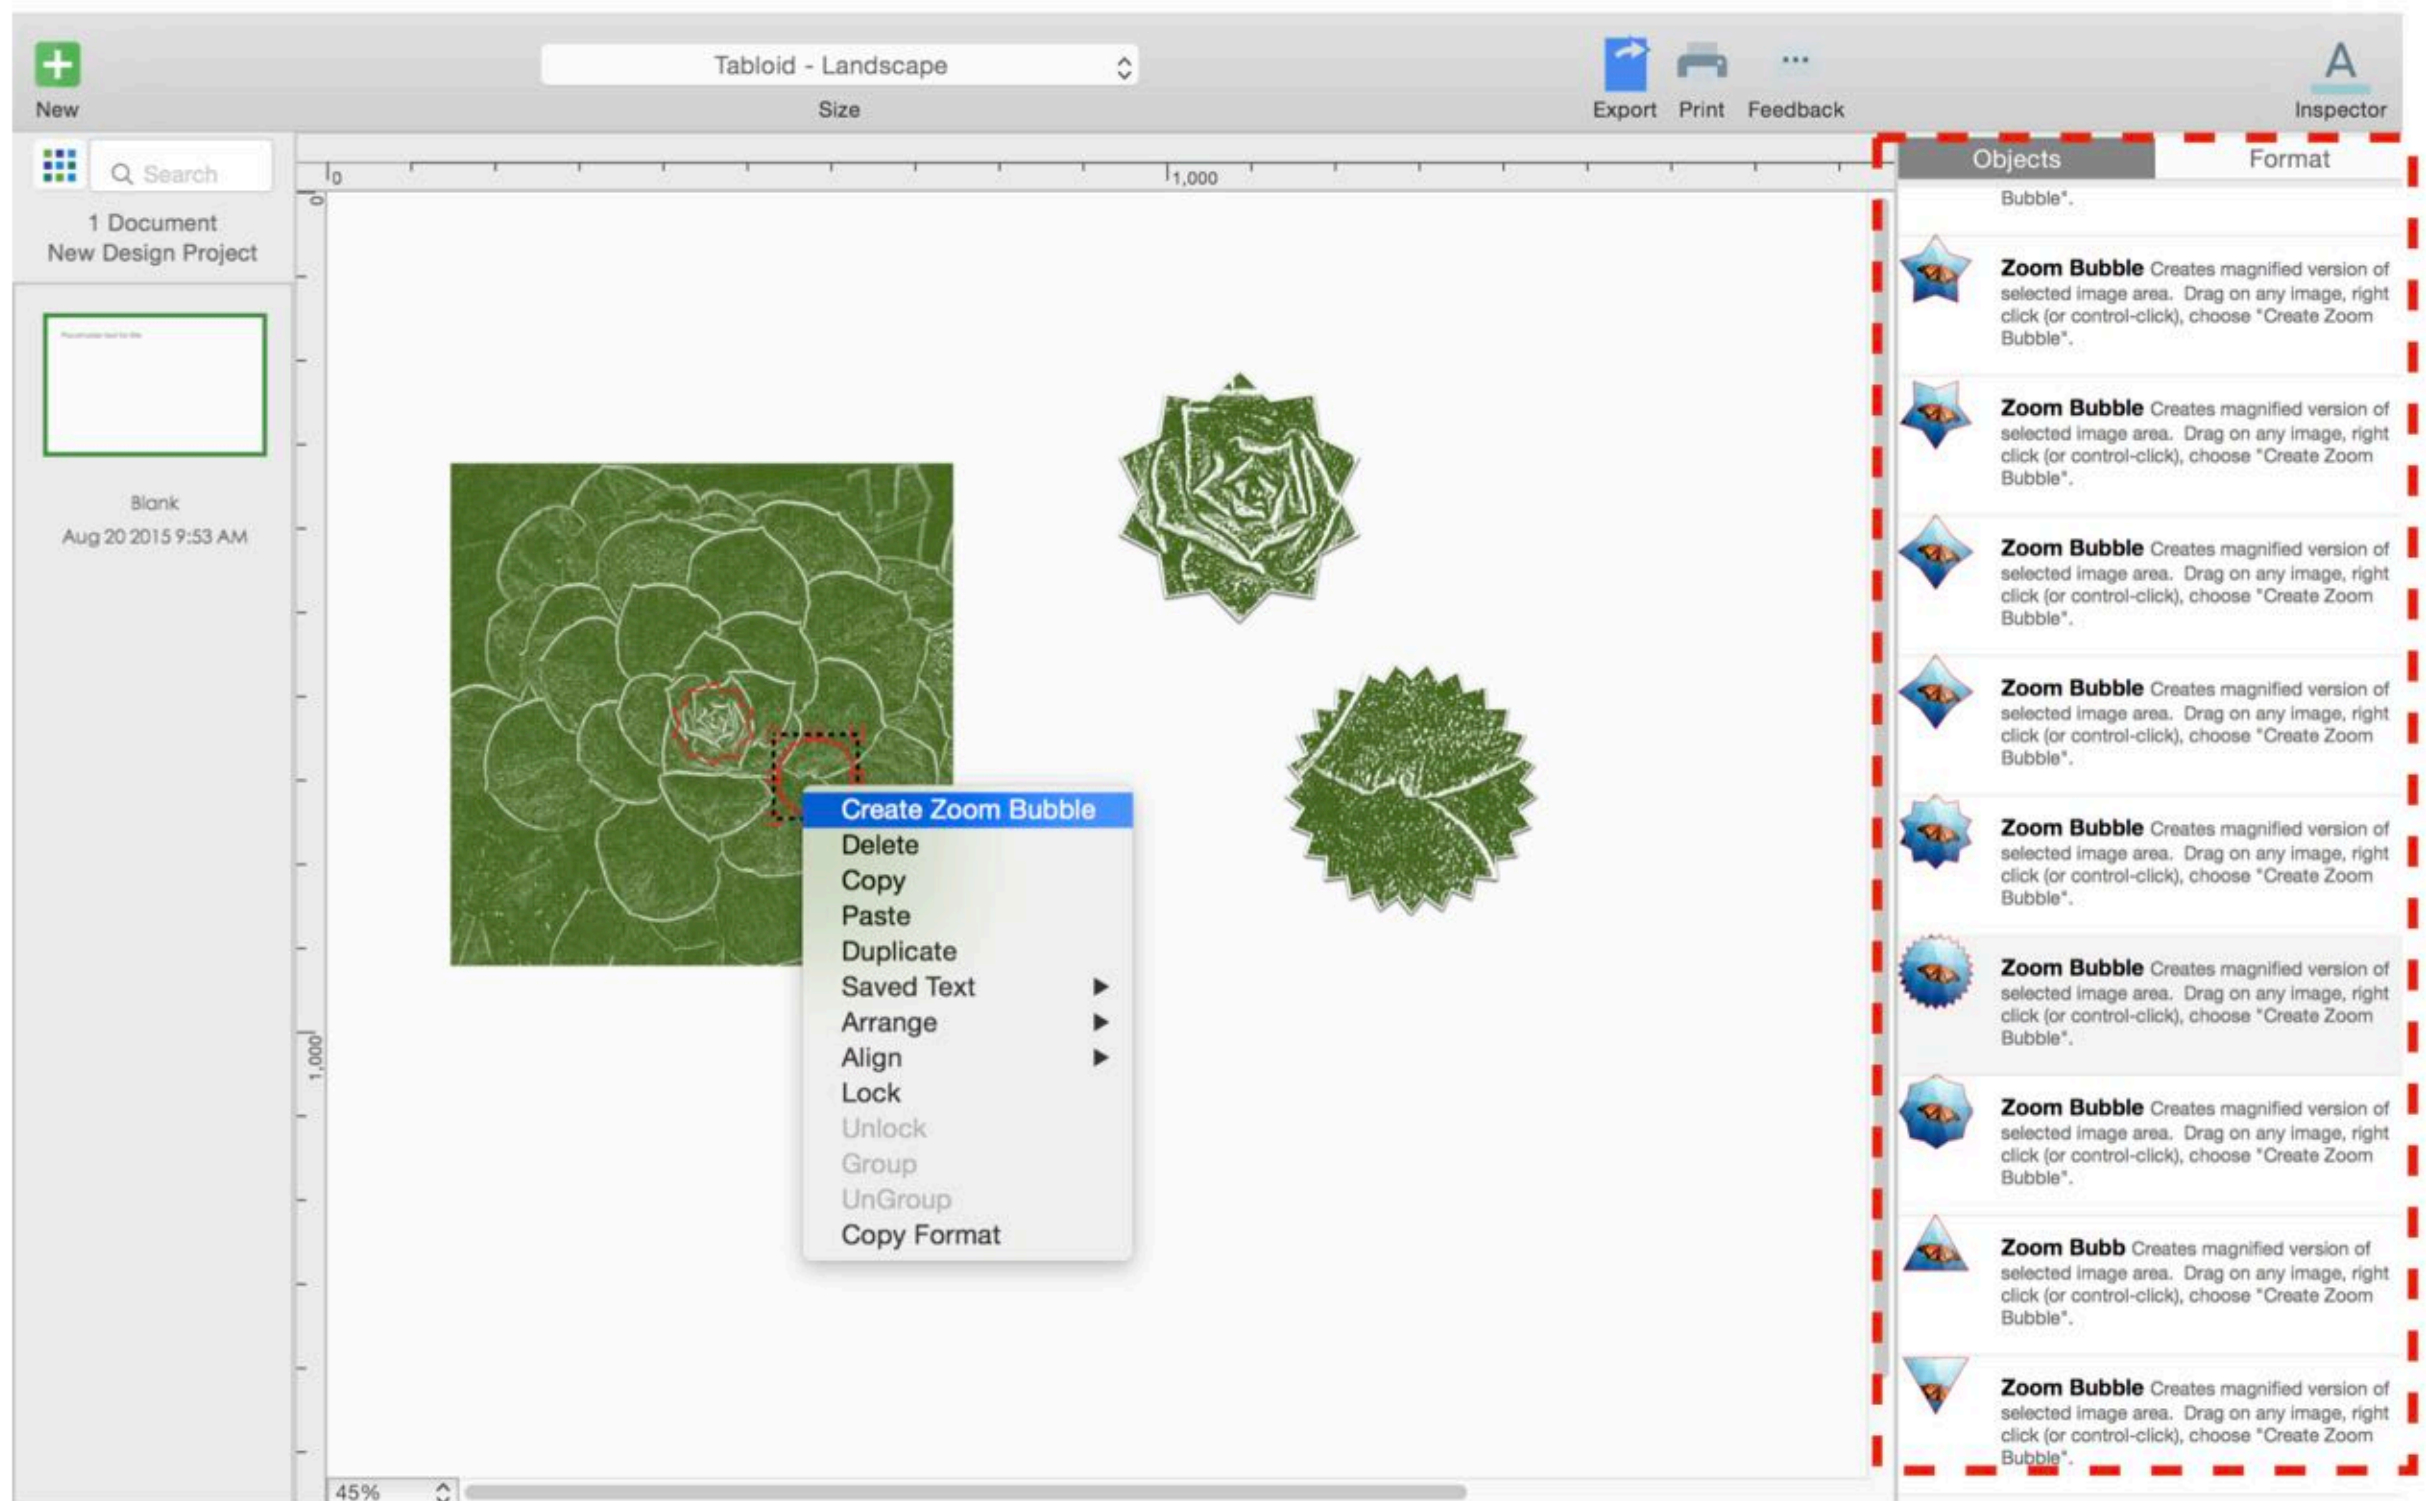 New
Tabloid - Landscape
Size
Export
Print
Feedback
Inspector
Search
1 Document
New Design Project
Blank
Aug 20 2015 9:53 AM
0
1,000
0
1,000
45%
Create Zoom Bubble
Delete
Copy
Paste
Duplicate
Saved Text
Arrange
Align
Lock
Unlock
Group
UnGroup
Copy Format
Objects
Format
Bubble".
Zoom Bubble Creates magnified version of
selected image area. Drag on any image, right
click (or control-click), choose "Create Zoom
Bubble".
Zoom Bubble Creates magnified version of
selected image area. Drag on any image, right
click (or control-click), choose "Create Zoom
Bubble".
Zoom Bubble Creates magnified version of
selected image area. Drag on any image, right
click (or control-click), choose "Create Zoom
Bubble".
Zoom Bubble Creates magnified version of
selected image area. Drag on any image, right
click (or control-click), choose "Create Zoom
Bubble".
Zoom Bubble Creates magnified version of
selected image area. Drag on any image, right
click (or control-click), choose "Create Zoom
Bubble".
Zoom Bubble Creates magnified version of
selected image area. Drag on any image, right
click (or control-click), choose "Create Zoom
Bubble".
Zoom Bubble Creates magnified version of
selected image area. Drag on any image, right
click (or control-click), choose "Create Zoom
Bubble".
Zoom Bubb Creates magnified version of
selected image area. Drag on any image, right
click (or control-click), choose "Create Zoom
Bubble".
Zoom Bubble Creates magnified version of
selected image area. Drag on any image, right
click (or control-click), choose "Create Zoom
Bubble".